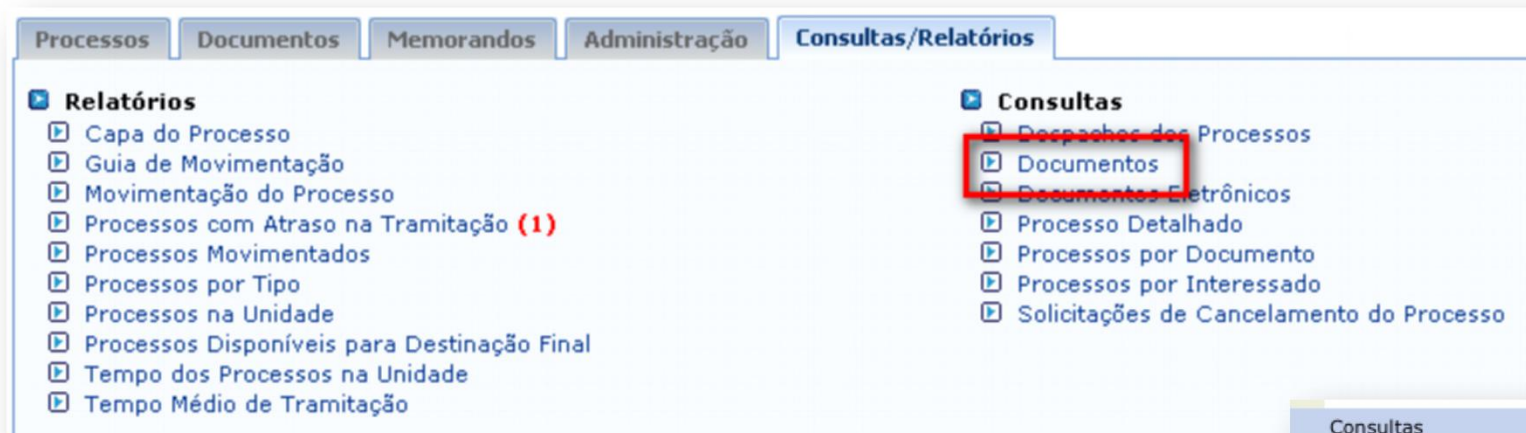 Processos Documentos Memorandos Administração Consultas/Relatórios
Relatórios
Capa do Processo
Guia de Movimentação
Movimentação do Processo
Processos com Atraso na Tramitação (1)
Processos Movimentados
Processos por Tipo
Processos na Unidade
Processos Disponíveis para Destinação Final
Tempo dos Processos na Unidade
Tempo Médio de Tramitação
Consultas
Despachos dos Processos
Documentos
Documentos Eletrônicos
Processo Detalhado
Processos por Documento
Processos por Interessado
Solicitações de Cancelamento do Processo
Consultas